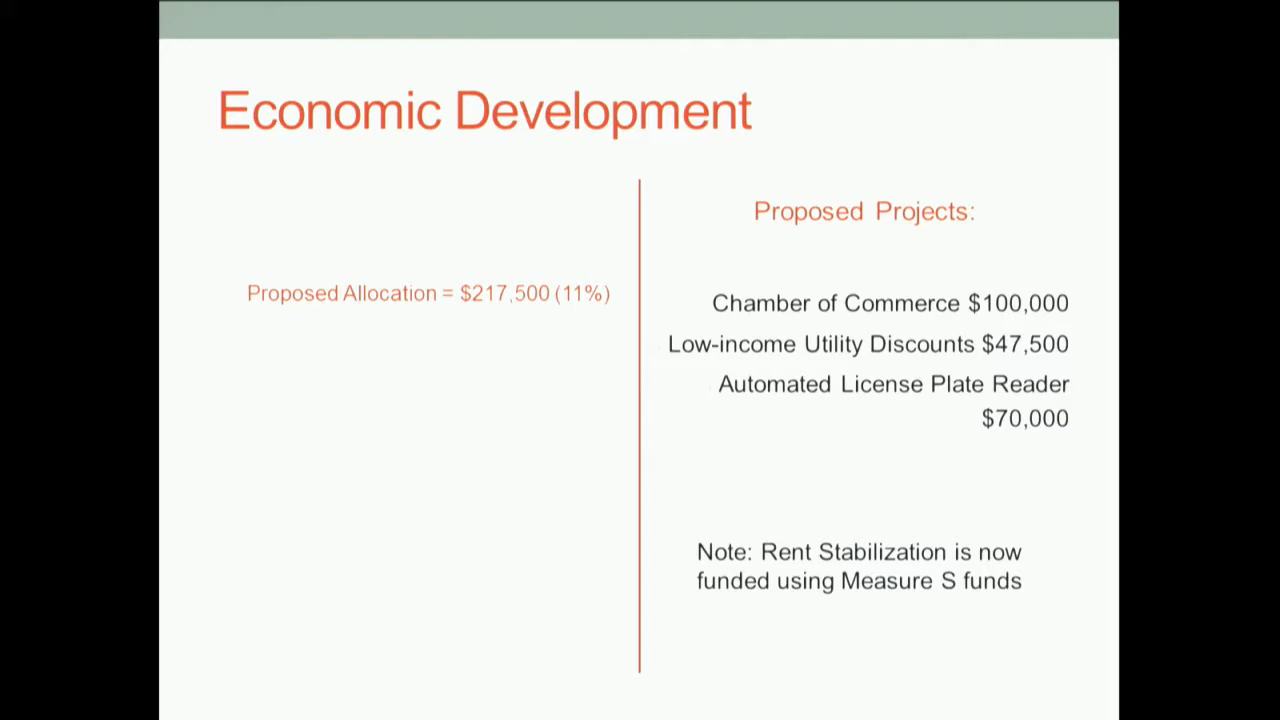 Economic Development
Proposed Allocation = $217,500 (11%)
Proposed Projects:
Chamber of Commerce $100,000
Low-income Utility Discounts $47,500
Automated License Plate Reader
$70,000
Note: Rent Stabilization is now
funded using Measure S funds